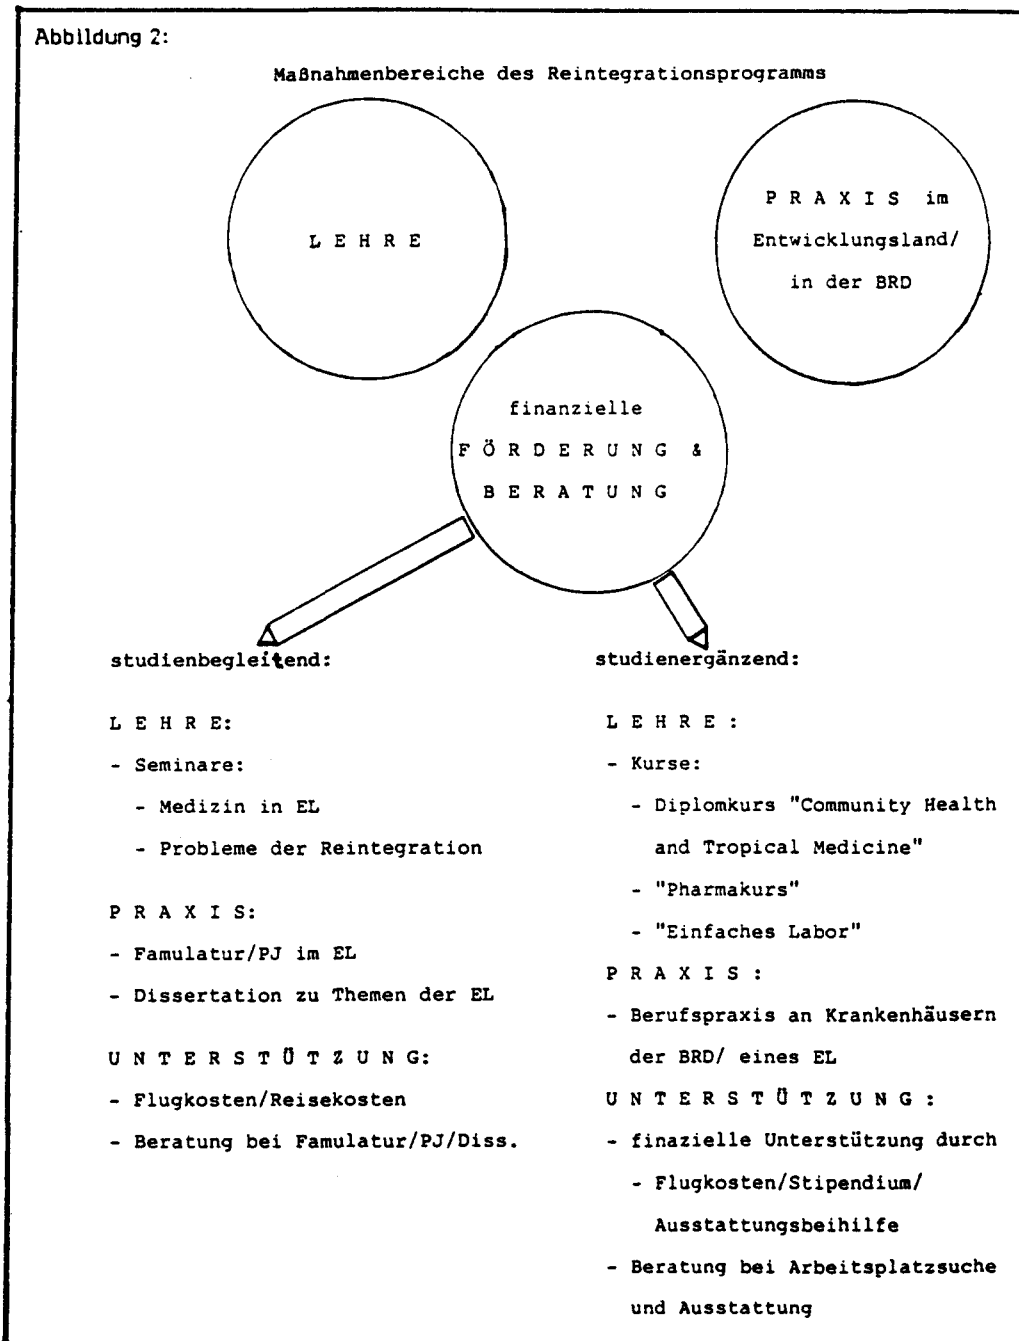 Abbildung 2:
Maßnahmenbereiche des Reintegrationsprogramms
L E H R E
P R A X I S im
Entwicklungsland/
in der BRD
finanzielle
F Ö R D E R U N G &
B E R A T U N G
studienbegleitend:
L E H R E:
- Seminare:
- Medizin in EL
- Probleme der Reintegration
P R A X I S:
- Famulatur/PJ im EL
- Dissertation zu Themen der EL
U N T E R S T Ü T Z U N G:
- Flugkosten/Reisekosten
- Beratung bei Famulatur/PJ/Diss.
studienergänzend:
L E H R E :
- Kurse:
- Diplomkurs "Community Health
and Tropical Medicine"
- "Pharmakurs"
- "Einfaches Labor"
P R A X I S :
- Berufspraxis an Krankenhäusern
der BRD/ eines EL
U N T E R S T Ü T Z U N G :
- finazielle Unterstützung durch
- Flugkosten/Stipendium/
Ausstattungsbeihilfe
- Beratung bei Arbeitsplatzsuche
und Ausstattung